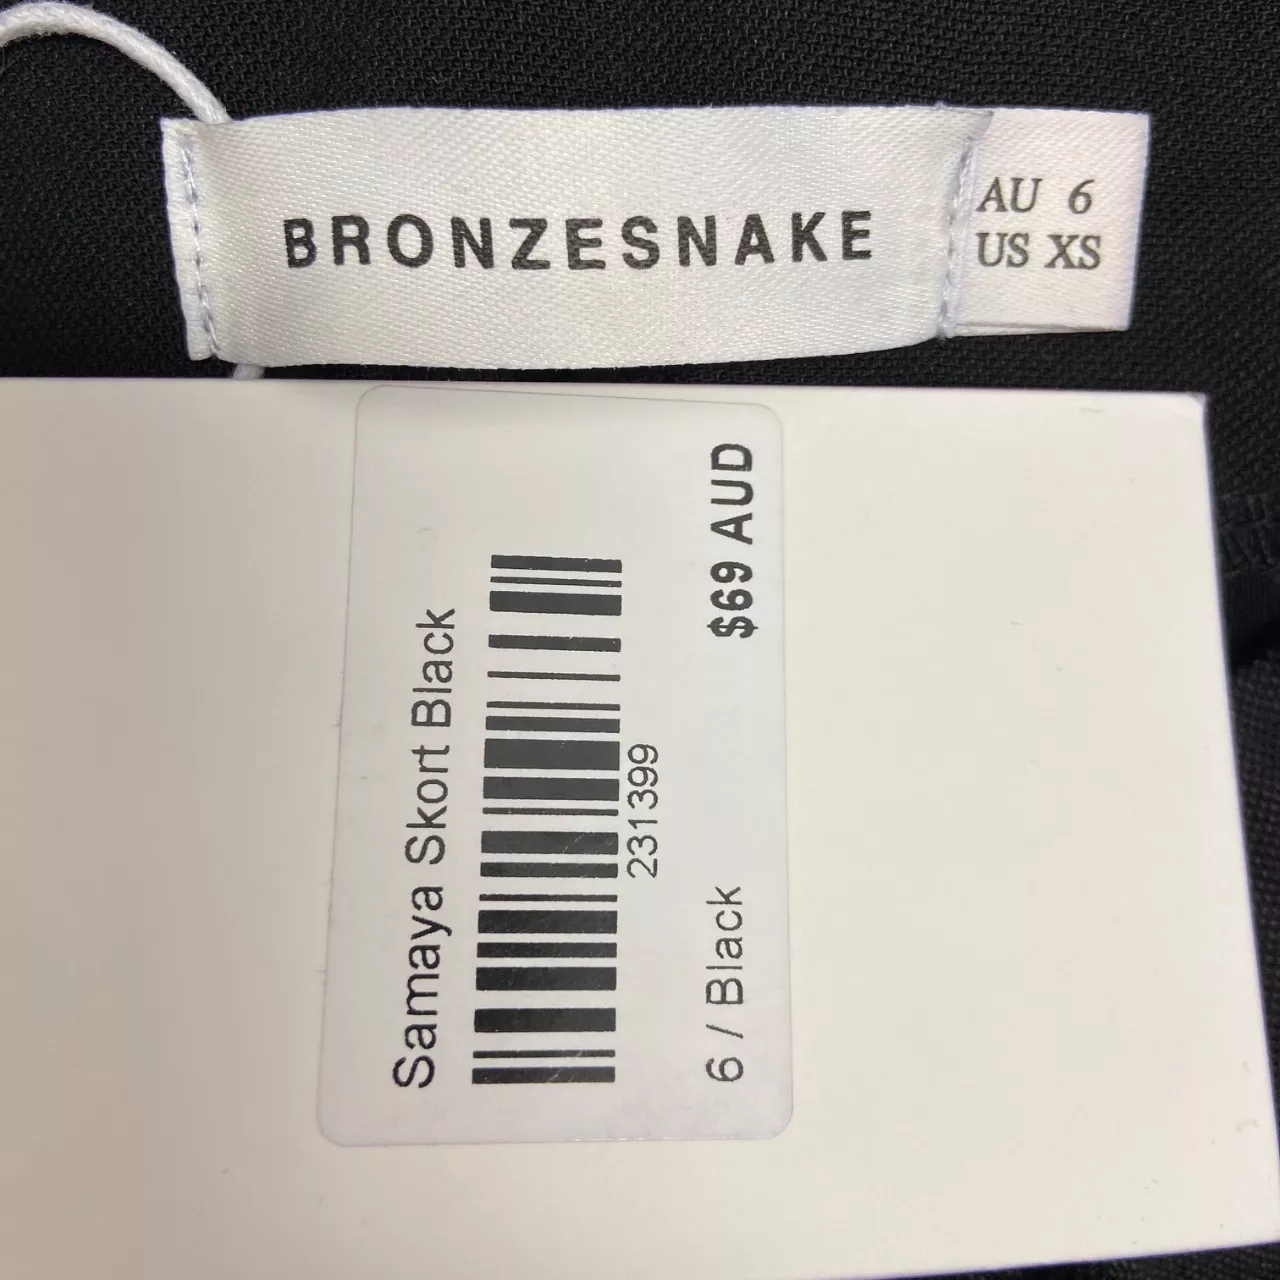 BRONZESNAKE
AU 6
US XS
Samaya Skort Black
231399
6 / Black
$69 AUD